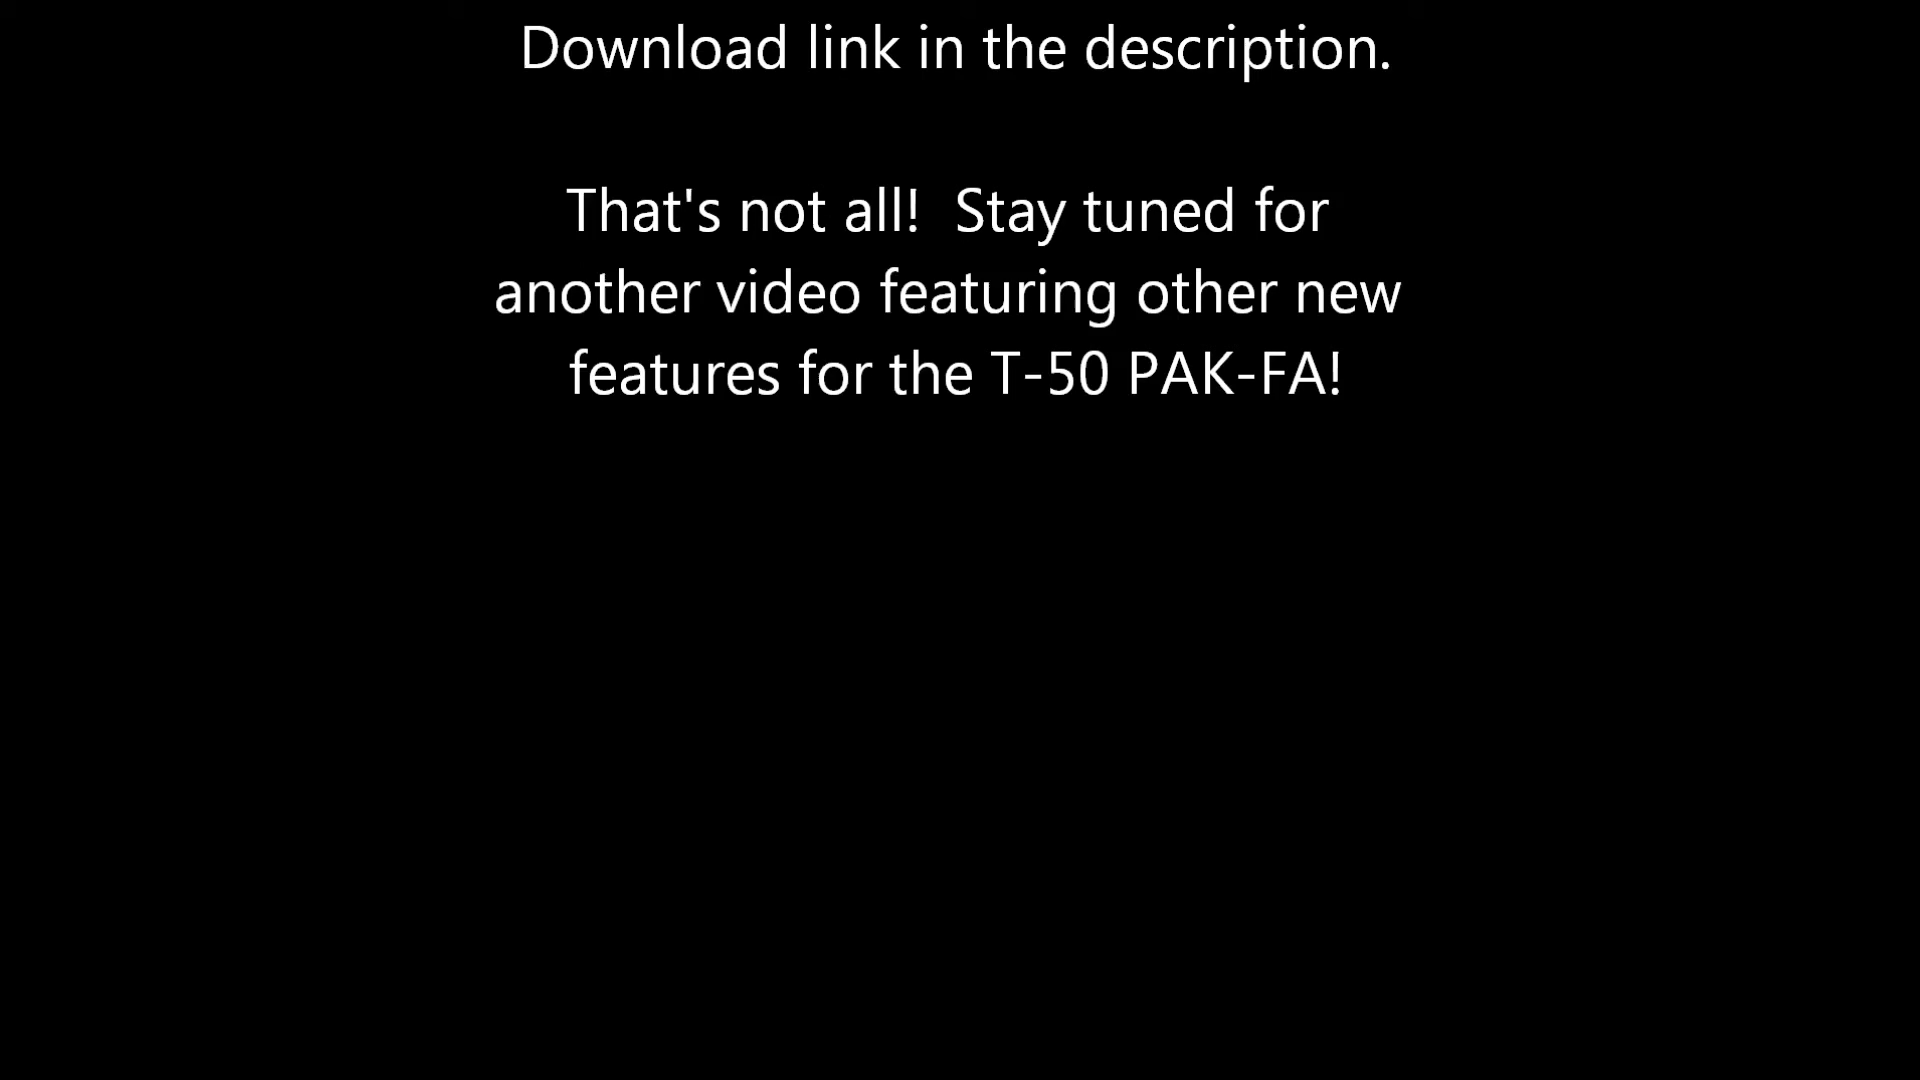 Download link in the description.
That's not all!  Stay tuned for
another video featuring other new
features for the T-50 PAK-FA!